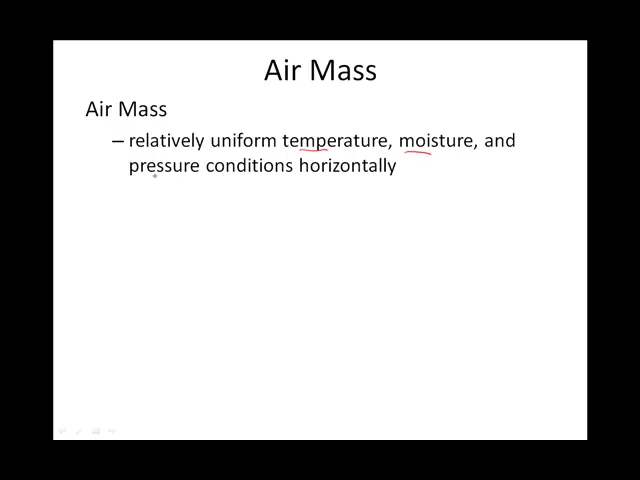 Air Mass
Air Mass
– relatively uniform temperature, moisture, and
pressure conditions horizontally